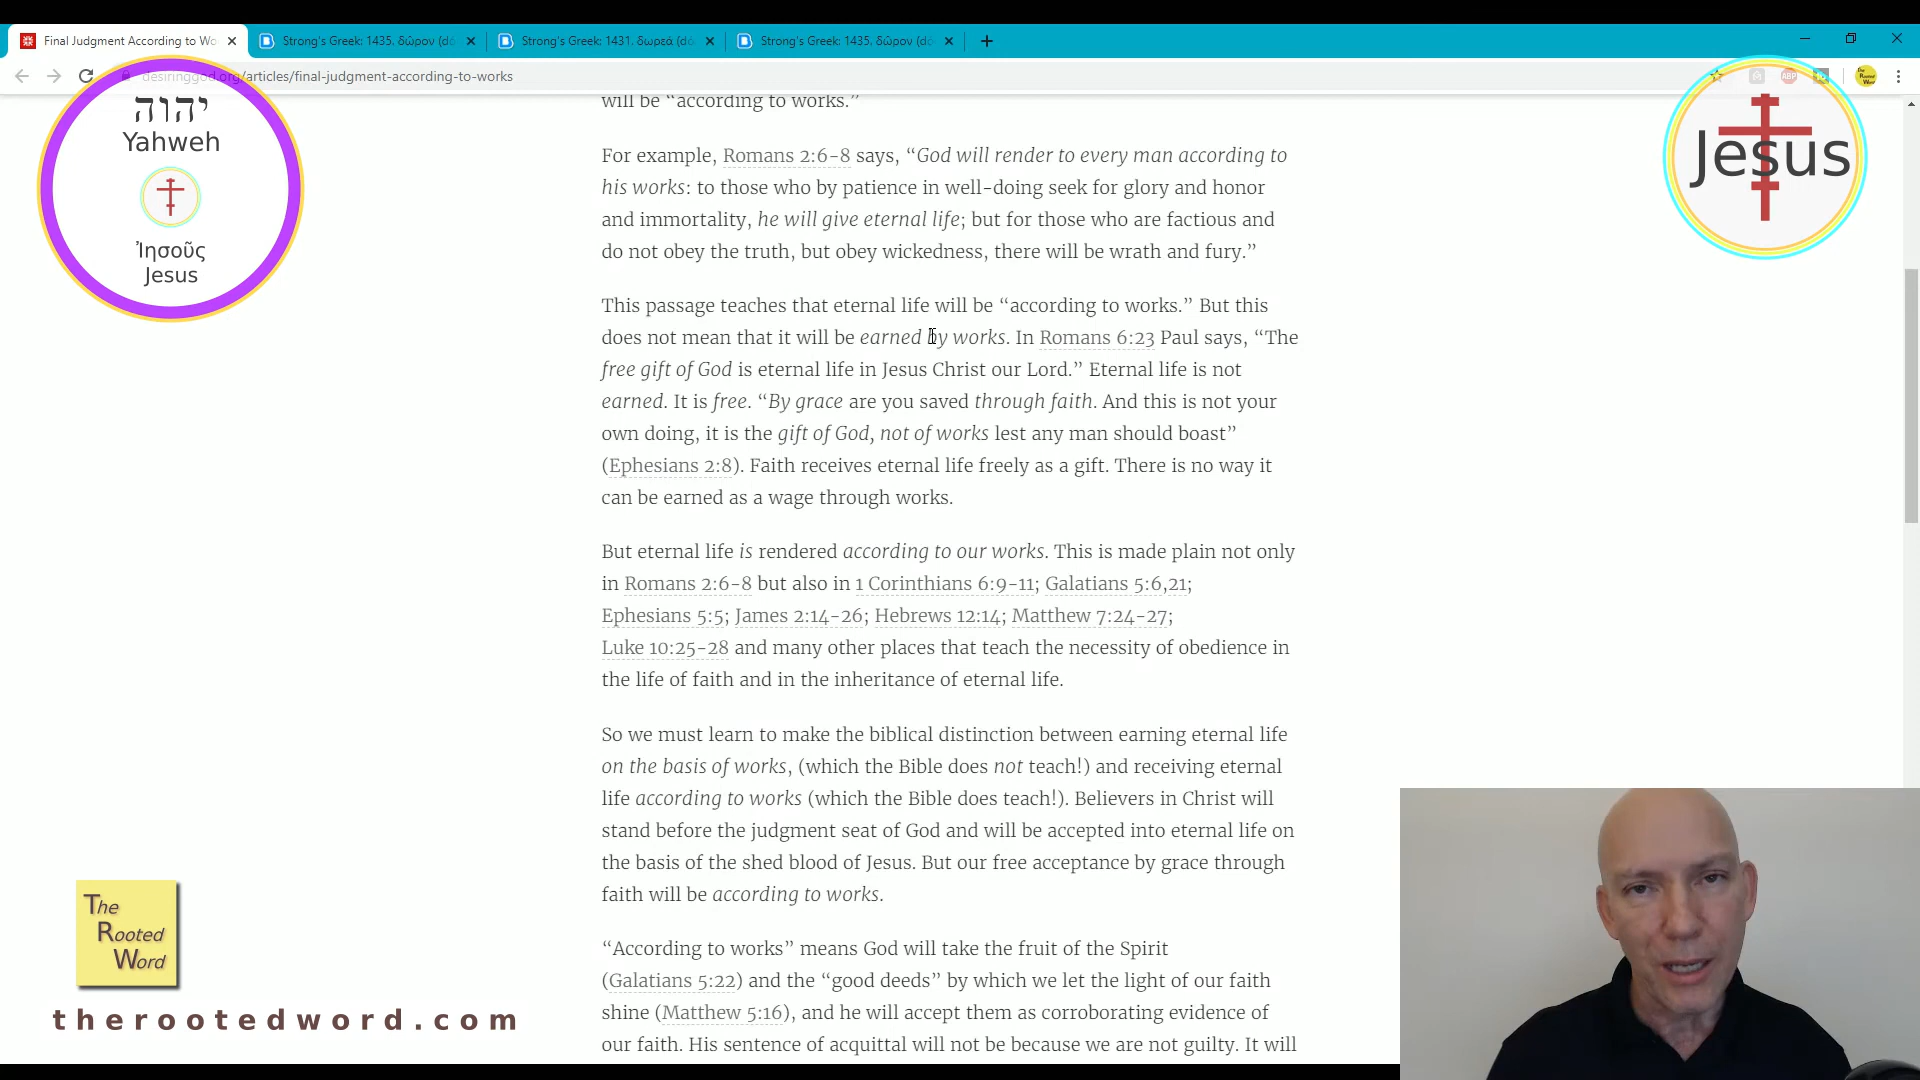 Final Judgment According to Wo
Strong's Greek: 1435. δῶρον (dó
Strong's Greek: 1431. δωρεά (dó
Strong's Greek: 1435. δῶρον (dó
desiringgod.org/articles/final-judgment-according-to-works
יהוה
Yahweh
Ἰησοῦς
Jesus
Jesus
will be “according to works.”
For example, Romans 2:6-8 says, “God will render to every man according to
his works: to those who by patience in well-doing seek for glory and honor
and immortality, he will give eternal life; but for those who are factious and
do not obey the truth, but obey wickedness, there will be wrath and fury.”
This passage teaches that eternal life will be “according to works.” But this
does not mean that it will be earned by works. In Romans 6:23 Paul says, “The
free gift of God is eternal life in Jesus Christ our Lord.” Eternal life is not
earned. It is free. “By grace are you saved through faith. And this is not your
own doing, it is the gift of God, not of works lest any man should boast”
(Ephesians 2:8). Faith receives eternal life freely as a gift. There is no way it
can be earned as a wage through works.
But eternal life is rendered according to our works. This is made plain not only
in Romans 2:6-8 but also in 1 Corinthians 6:9-11; Galatians 5:6,21;
Ephesians 5:5; James 2:14-26; Hebrews 12:14; Matthew 7:24-27;
Luke 10:25-28 and many other places that teach the necessity of obedience in
the life of faith and in the inheritance of eternal life.
So we must learn to make the biblical distinction between earning eternal life
on the basis of works, (which the Bible does not teach!) and receiving eternal
life according to works (which the Bible does teach!). Believers in Christ will
stand before the judgment seat of God and will be accepted into eternal life on
the basis of the shed blood of Jesus. But our free acceptance by grace through
faith will be according to works.
“According to works” means God will take the fruit of the Spirit
(Galatians 5:22) and the “good deeds” by which we let the light of our faith
shine (Matthew 5:16), and he will accept them as corroborating evidence of
our faith. His sentence of acquittal will not be because we are not guilty. It will
The
Rooted
Word
therootedword.com